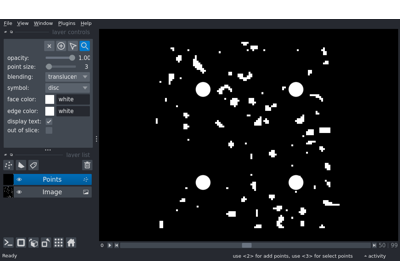 File View Window Plugins Help
layer controls
opacity: 1.00
point size: 3
blending: translucen
symbol: disc
face color: white
edge color: white
display text:
out of slice:
layer list
Points
Image
0 50 99
Ready use <2> for add points, use <3> for select points activity